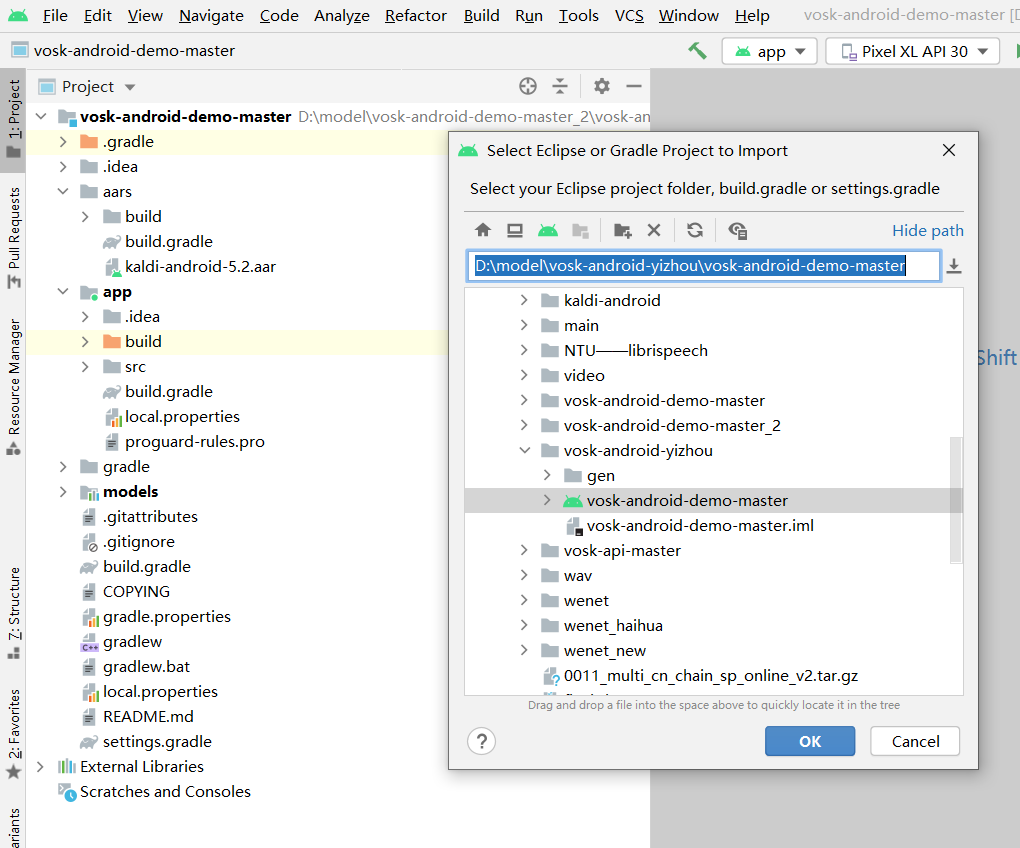 File Edit View Navigate Code Analyze Refactor Build Run Tools VCS Window Help vosk-android-demo-master
vosk-android-demo-master
app
Pixel XL API 30
1: Project
Pull Requests
Resource Manager
7: Structure
2: Favorites
Project
vosk-android-demo-master D:\model\vosk-android-demo-master_2\vosk-an
.gradle
.idea
aars
build
build.gradle
kaldi-android-5.2.aar
app
.idea
build
src
build.gradle
local.properties
proguard-rules.pro
gradle
models
.gitattributes
.gitignore
build.gradle
COPYING
gradle.properties
C++
gradlew
gradlew.bat
local.properties
README.md
settings.gradle
External Libraries
Scratches and Consoles
Select Eclipse or Gradle Project to Import
Select your Eclipse project folder, build.gradle or settings.gradle
Hide path
D:\model\vosk-android-yizhou\vosk-android-demo-master
kaldi-android
main
NTU——librispeech
video
vosk-android-demo-master
vosk-android-demo-master_2
vosk-android-yizhou
gen
vosk-android-demo-master
vosk-android-demo-master.iml
vosk-api-master
wav
wenet
wenet_haihua
wenet_new
0011_multi_cn_chain_sp_online_v2.tar.gz
Drag and drop a file into the space above to quickly locate it in the tree
?
OK
Cancel
Shift